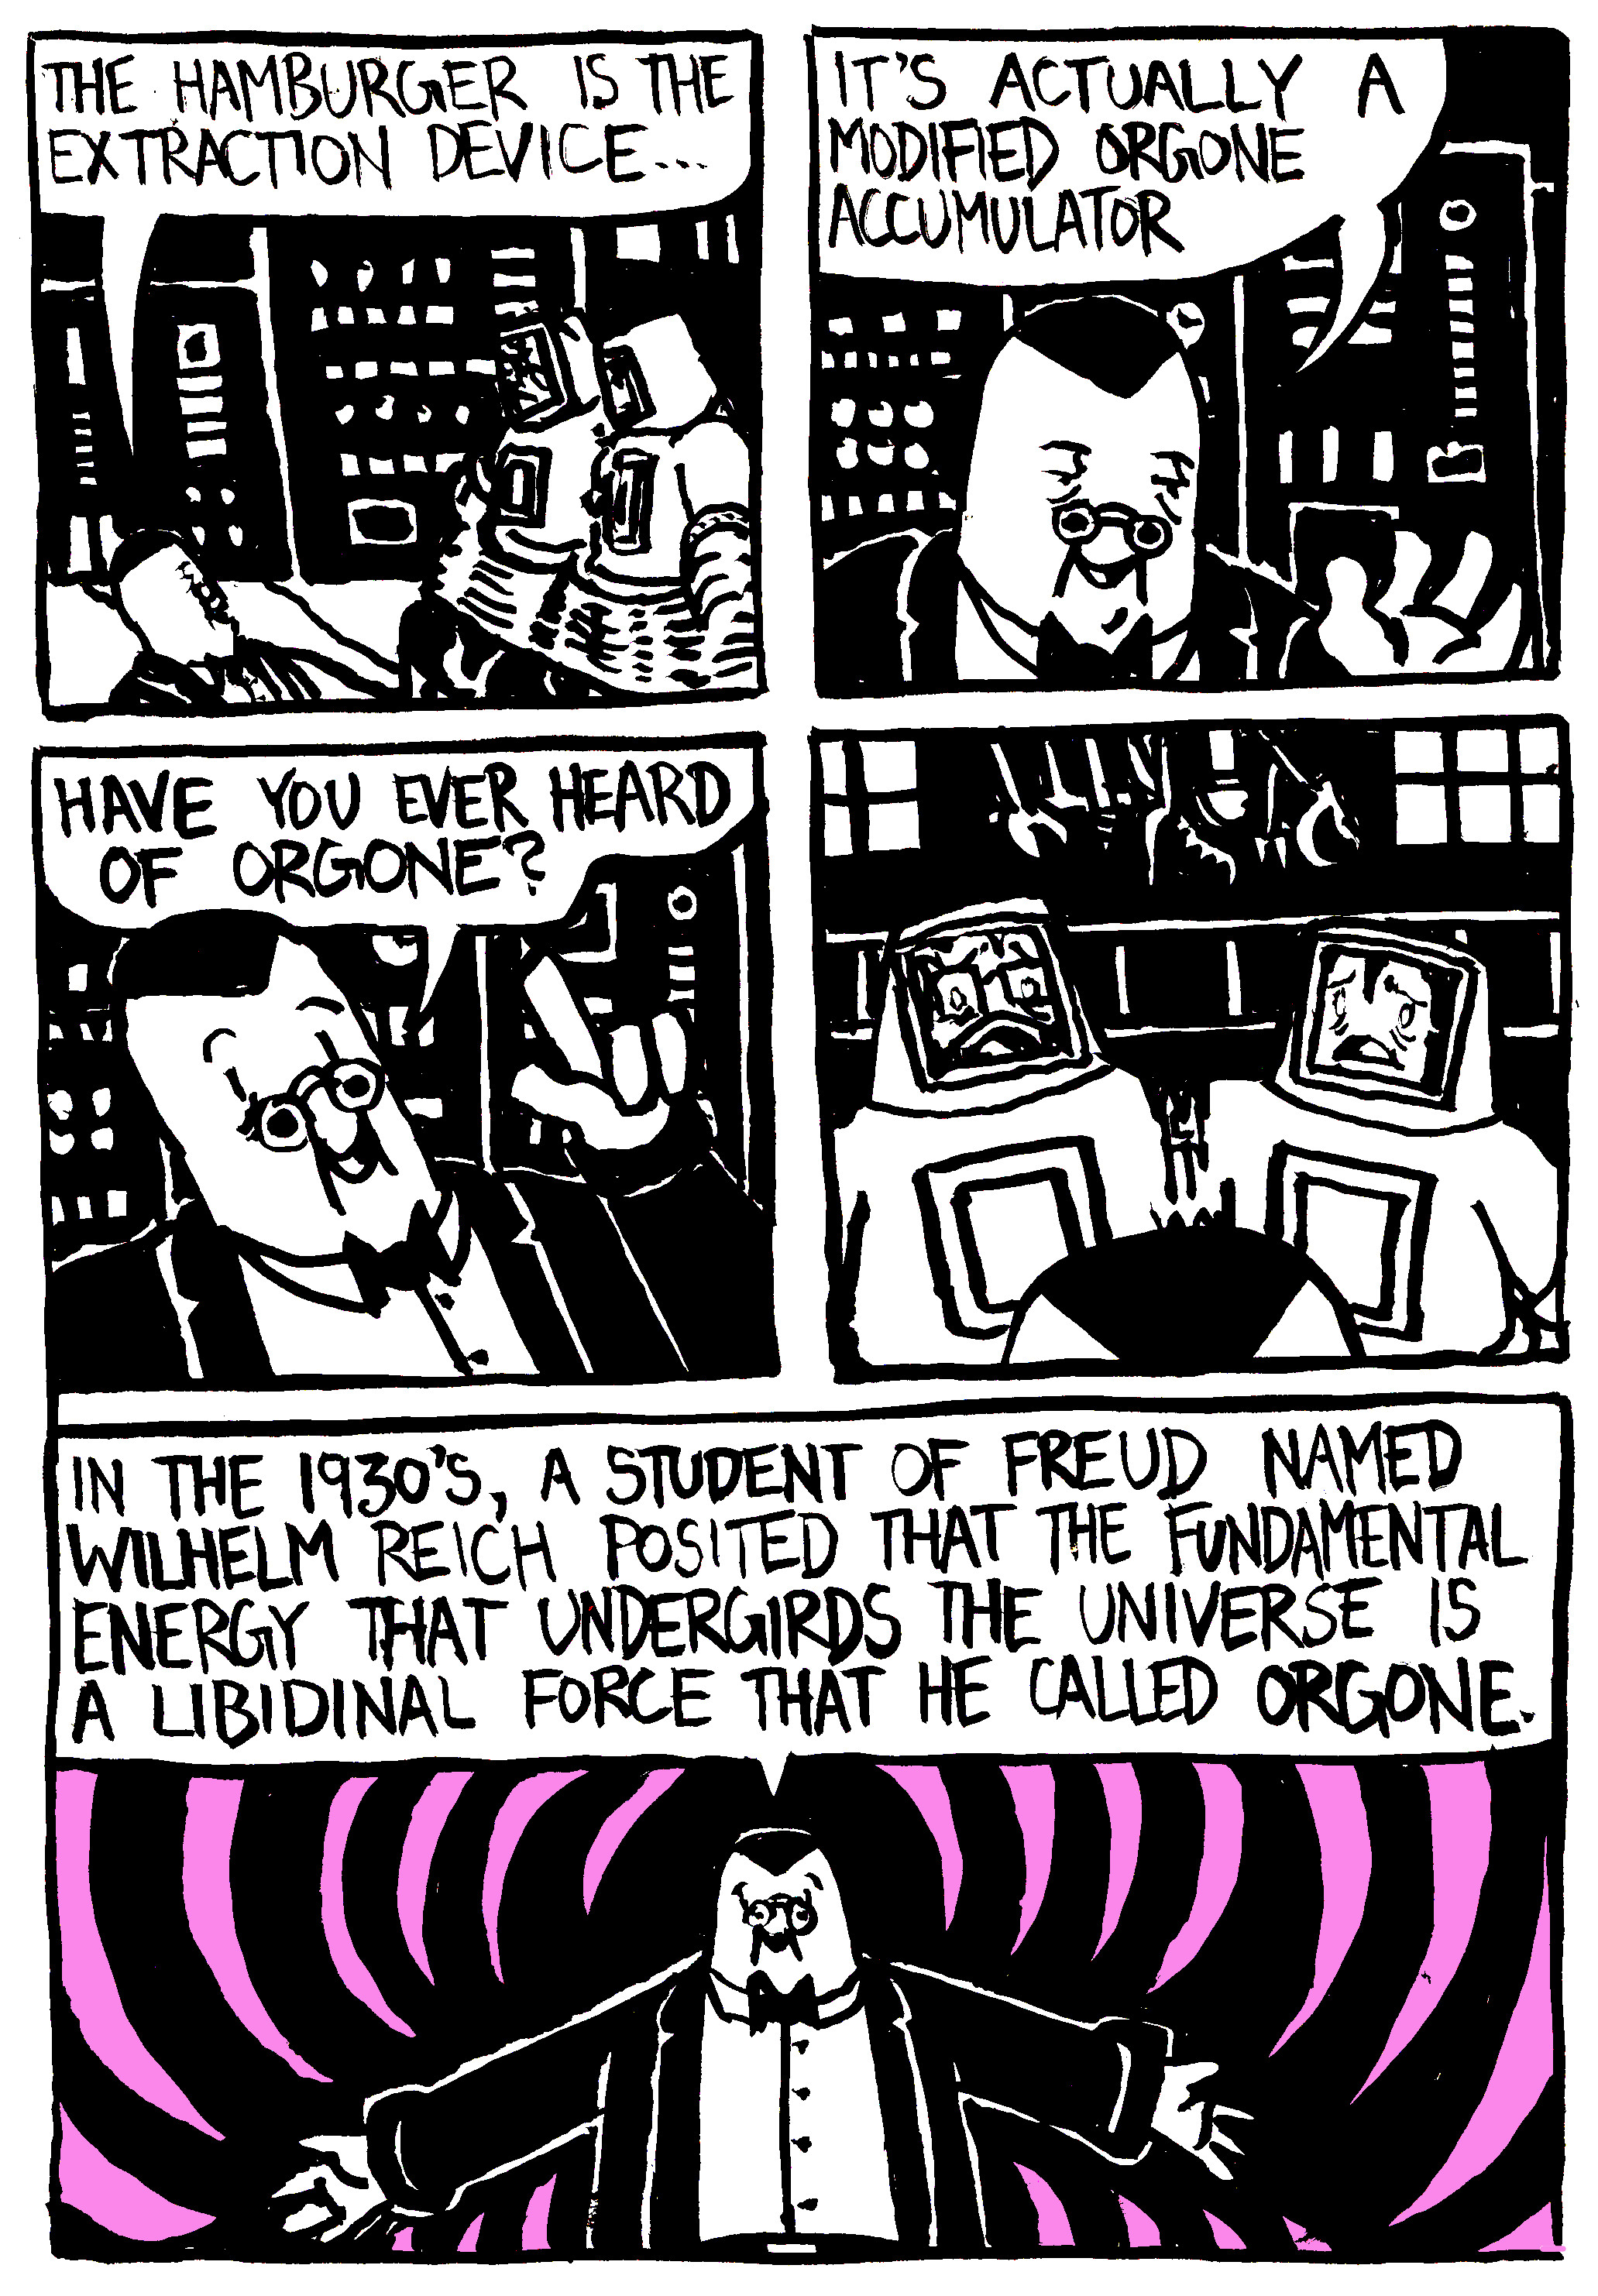 THE HAMBURGER IS THE
EXTRACTION DEVICE...
IT'S ACTUALLY A
MODIFIED ORGONE
ACCUMULATOR
HAVE YOU EVER HEARD
OF ORGONE?
IN THE 1930'S, A STUDENT OF FREUD NAMED
WILHELM REICH POSITED THAT THE FUNDAMENTAL
ENERGY THAT UNDERGIRDS THE UNIVERSE IS
A LIBIDINAL FORCE THAT HE CALLED ORGONE.